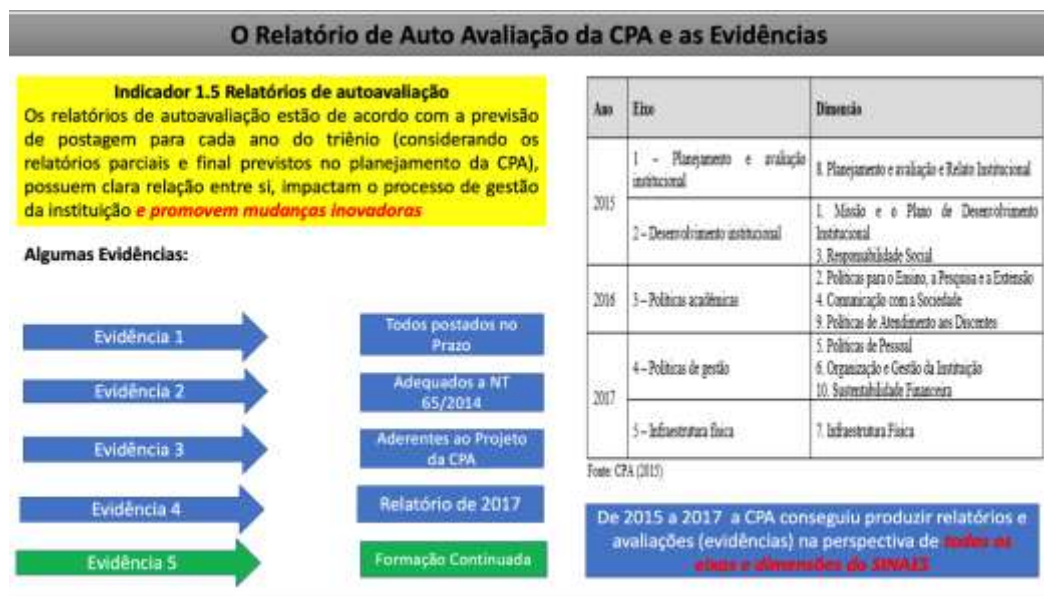 O Relatório de Auto Avaliação da CPA e as Evidências
Indicador 1.5 Relatórios de autoavaliação
Os relatórios de autoavaliação estão de acordo com a previsão
de postagem para cada ano do triênio (considerando os
relatórios parciais e final previstos no planejamento da CPA),
possuem clara relação entre si, impactam o processo de gestão
da instituição e promovem mudanças inovadoras
Algumas Evidências:
Evidência 1
Todos postados no
Prazo
Evidência 2
Adequados a NT
65/2014
Evidência 3
Aderentes ao Projeto
da CPA
Evidência 4
Relatório de 2017
Evidência 5
Formação Continuada
Ano Eixo Dimensão
2015
1 - Planejamento e avaliação
institucional
8. Planejamento e avaliação e Relato Institucional
2 – Desenvolvimento institucional
1. Missão e o Plano de Desenvolvimento
Institucional
3. Responsabilidade Social
2016
3 – Políticas acadêmicas
2. Políticas para o Ensino, a Pesquisa e a Extensão
4. Comunicação com a Sociedade
9. Políticas de Atendimento aos Discentes
2017
4 – Políticas de gestão
5. Políticas de Pessoal
6. Organização e Gestão da Instituição
10. Sustentabilidade Financeira
5 – Infraestrutura física
7. Infraestrutura Física
Fonte: CPA (2015)
De 2015 a 2017 a CPA conseguiu produzir relatórios e
avaliações (evidências) na perspectiva de todos os
eixos e dimensões do SINAES